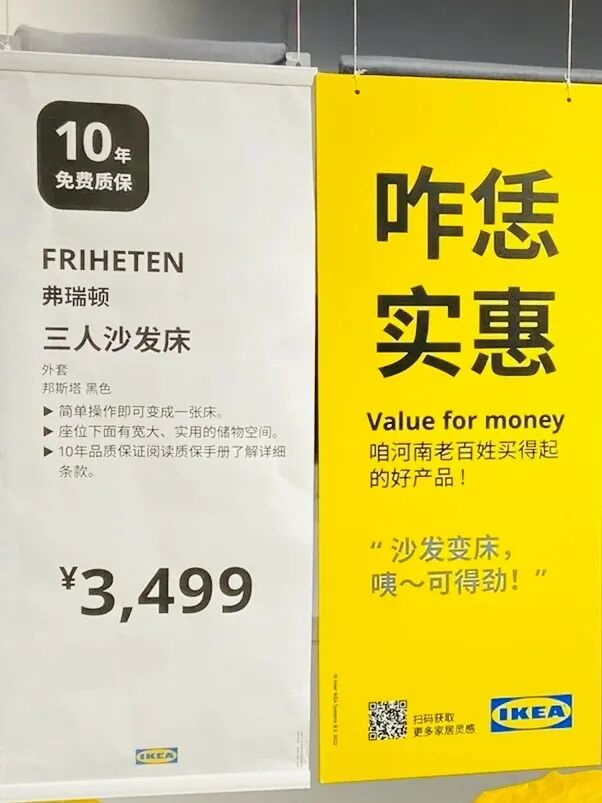 10年
免费质保
FRIHETEN
弗瑞顿
三人沙发床
外套
邦斯塔 黑色
▶ 简单操作即可变成一张床。
▶ 座位下面有宽大、实用的储物空间。
▶ 10年品质保证阅读质保手册了解详细
条款。
¥3,499
IKEA
咋恁
实惠
Value for money
咱河南老百姓买得起
的好产品！
“ 沙发变床，
咦～可得劲！”
扫码获取
更多家居灵感
IKEA
© Inter IKEA Systems B.V. 2022